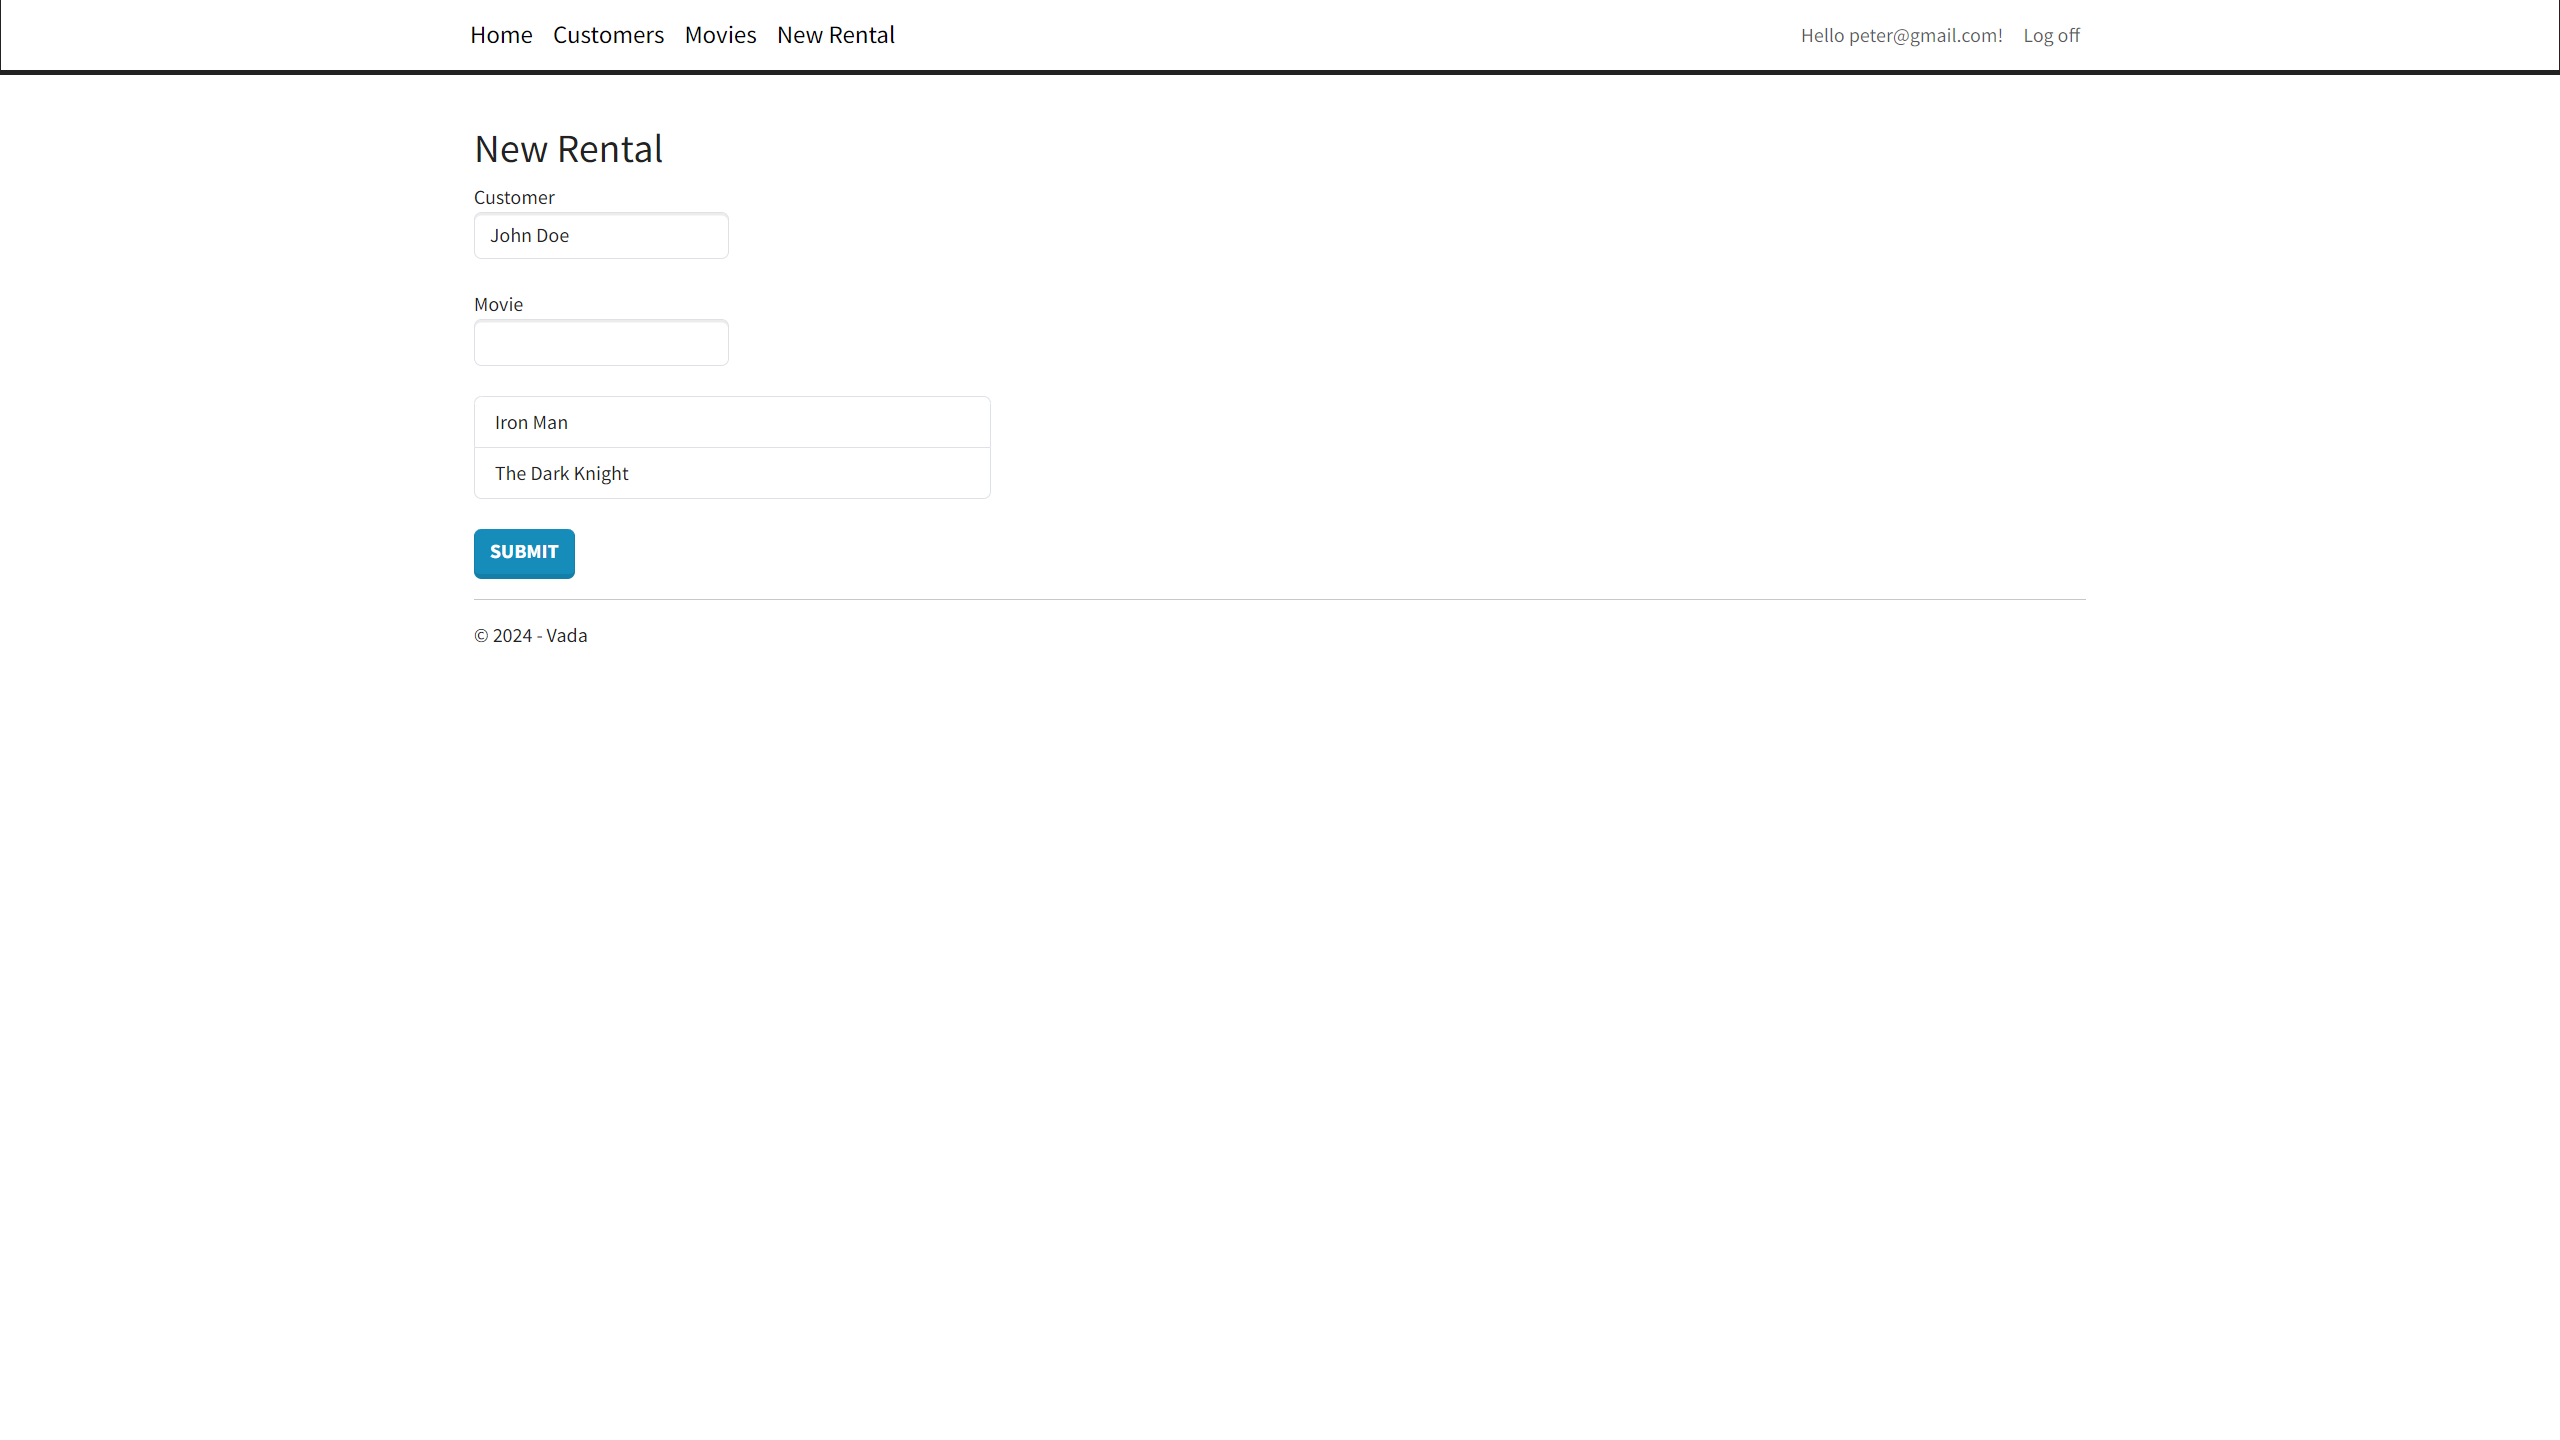 Home Customers Movies New Rental Hello peter@gmail.com! Log off
New Rental
Customer
John Doe
Movie
Iron Man
The Dark Knight
SUBMIT
© 2024 - Vada